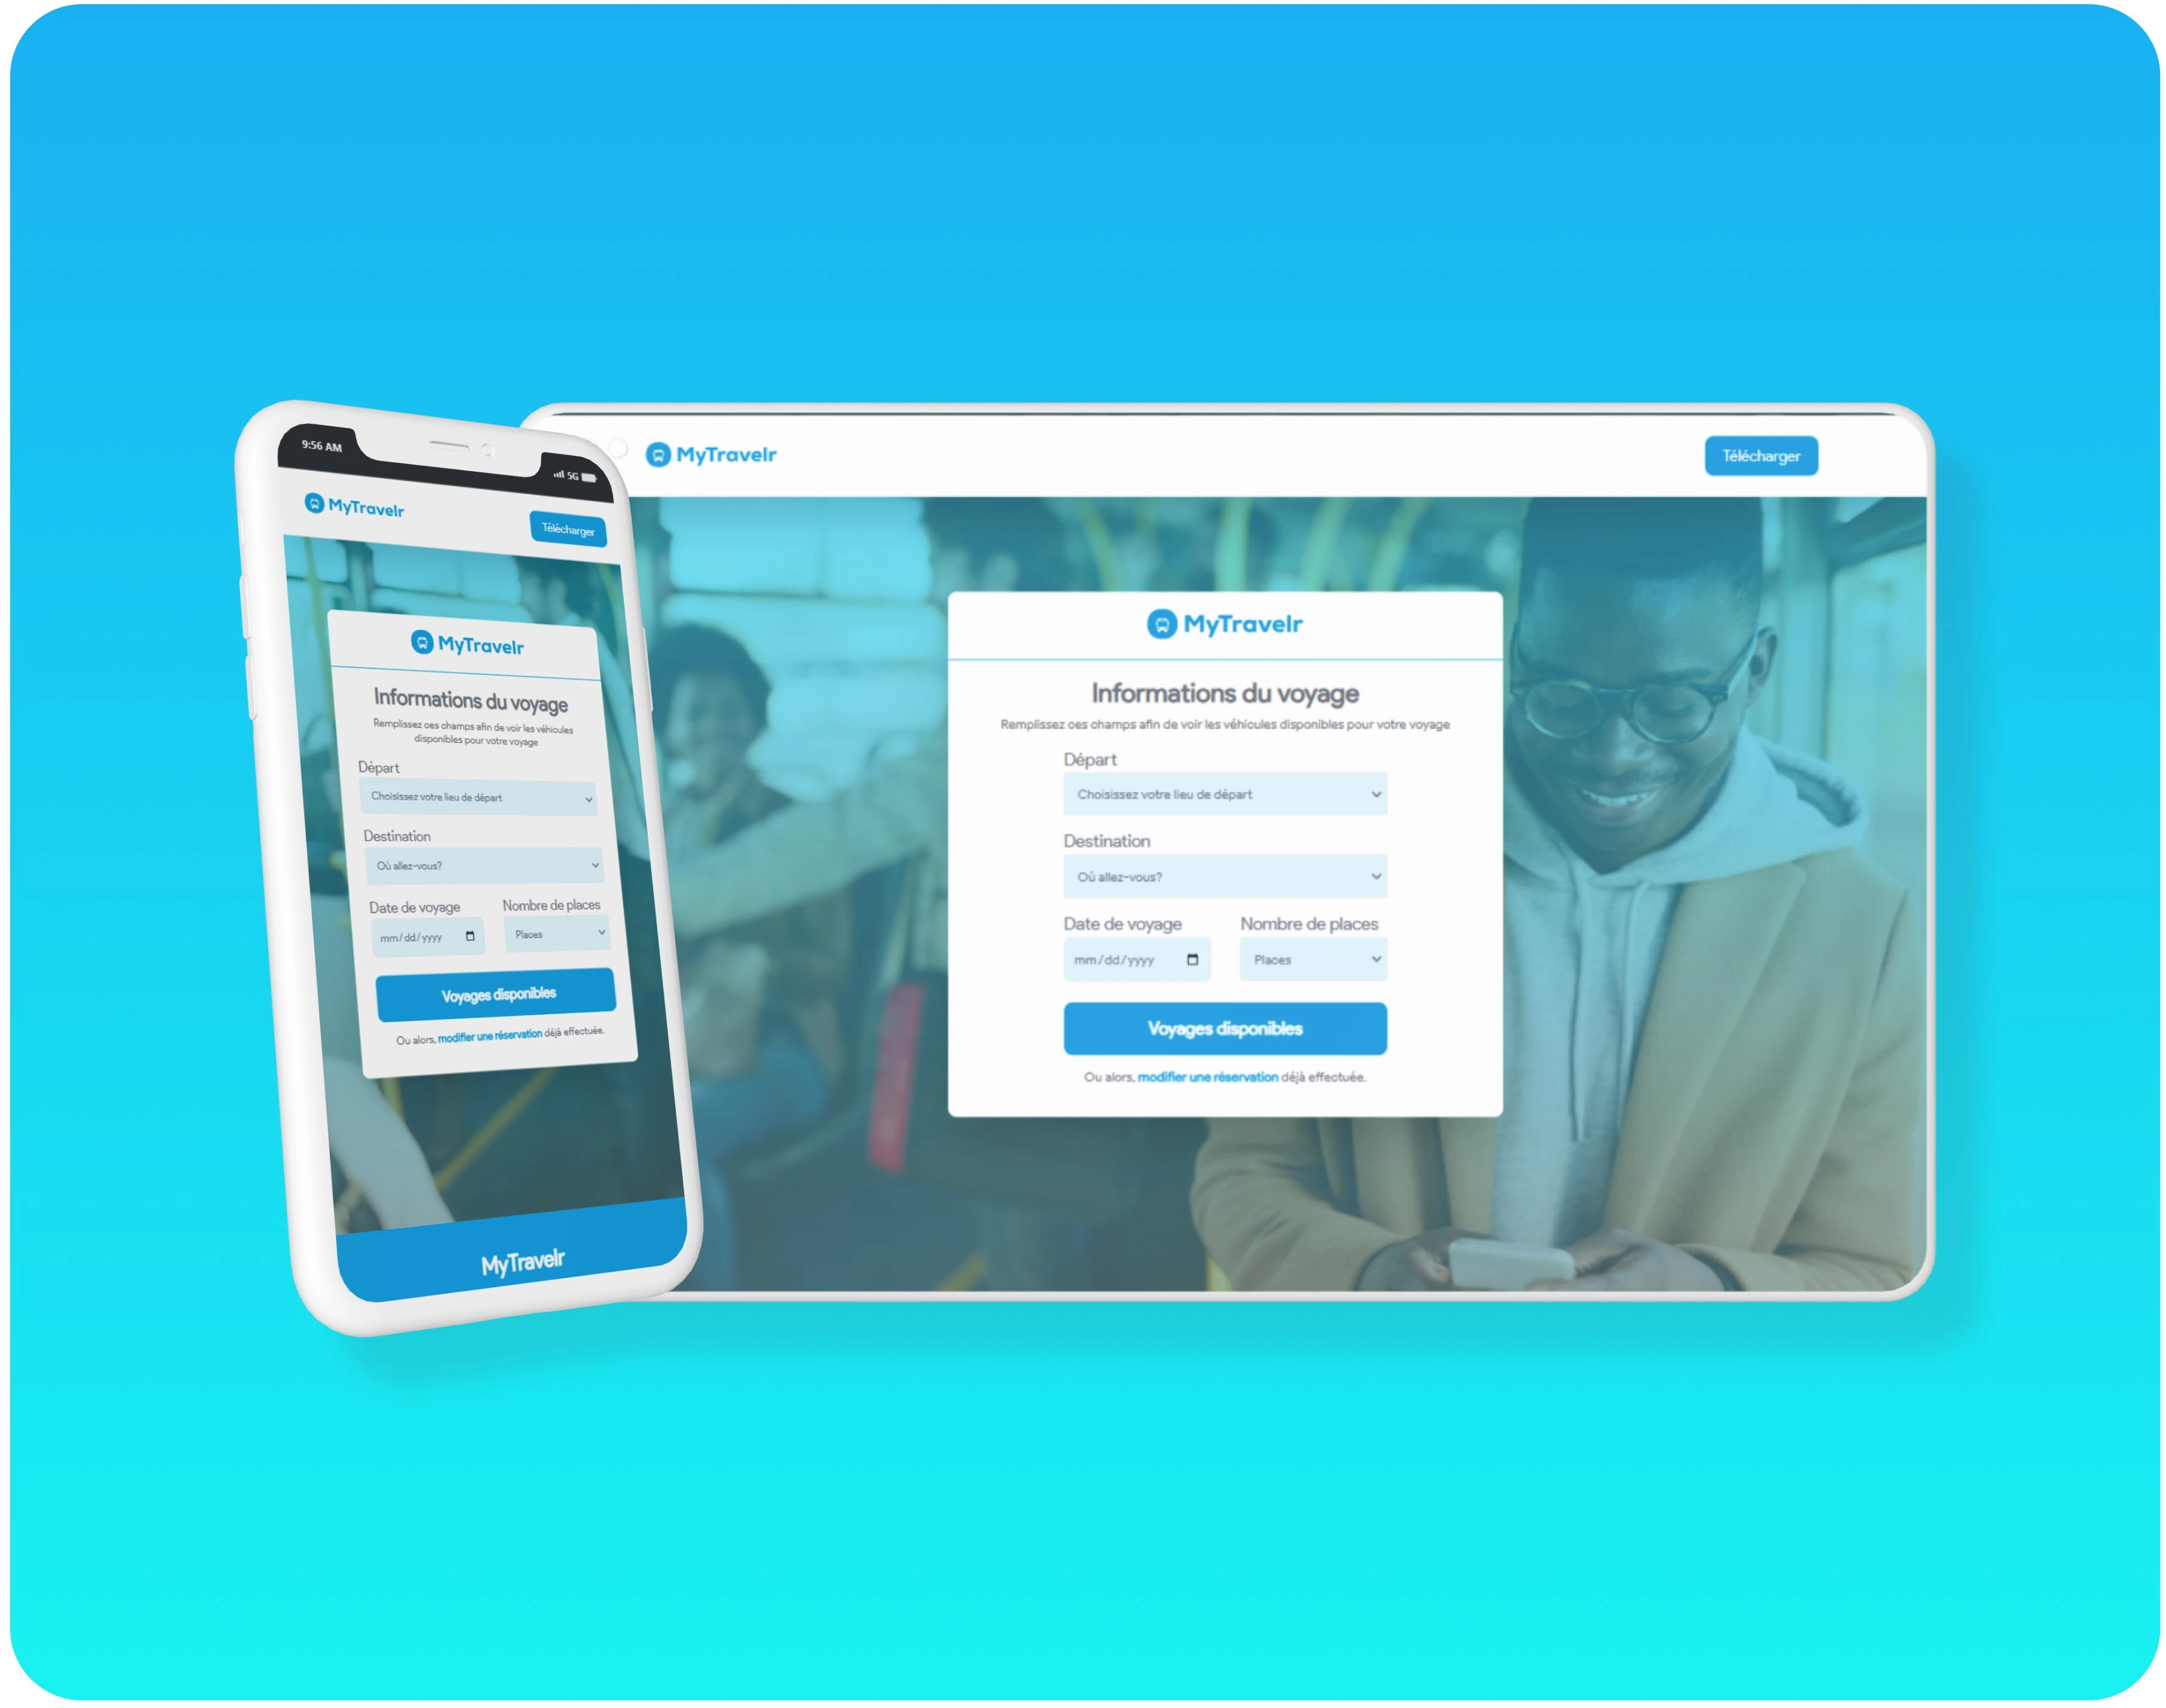 9:56 AM
5G
MyTravelr
Télécharger
MyTravelr
Informations du voyage
Remplissez ces champs afin de voir les véhicules
disponibles pour votre voyage
Départ
Choisissez votre lieu de départ
Destination
Où allez-vous?
Date de voyage
Nombre de places
mm/dd/yyyy
Places
Voyages disponibles
Ou alors, modifier une réservation déjà effectuée.
MyTravelr
MyTravelr
Télécharger
MyTravelr
Informations du voyage
Remplissez ces champs afin de voir les véhicules disponibles pour votre voyage
Départ
Choisissez votre lieu de départ
Destination
Où allez-vous?
Date de voyage
Nombre de places
mm/dd/yyyy
Places
Voyages disponibles
Ou alors, modifier une réservation déjà effectuée.